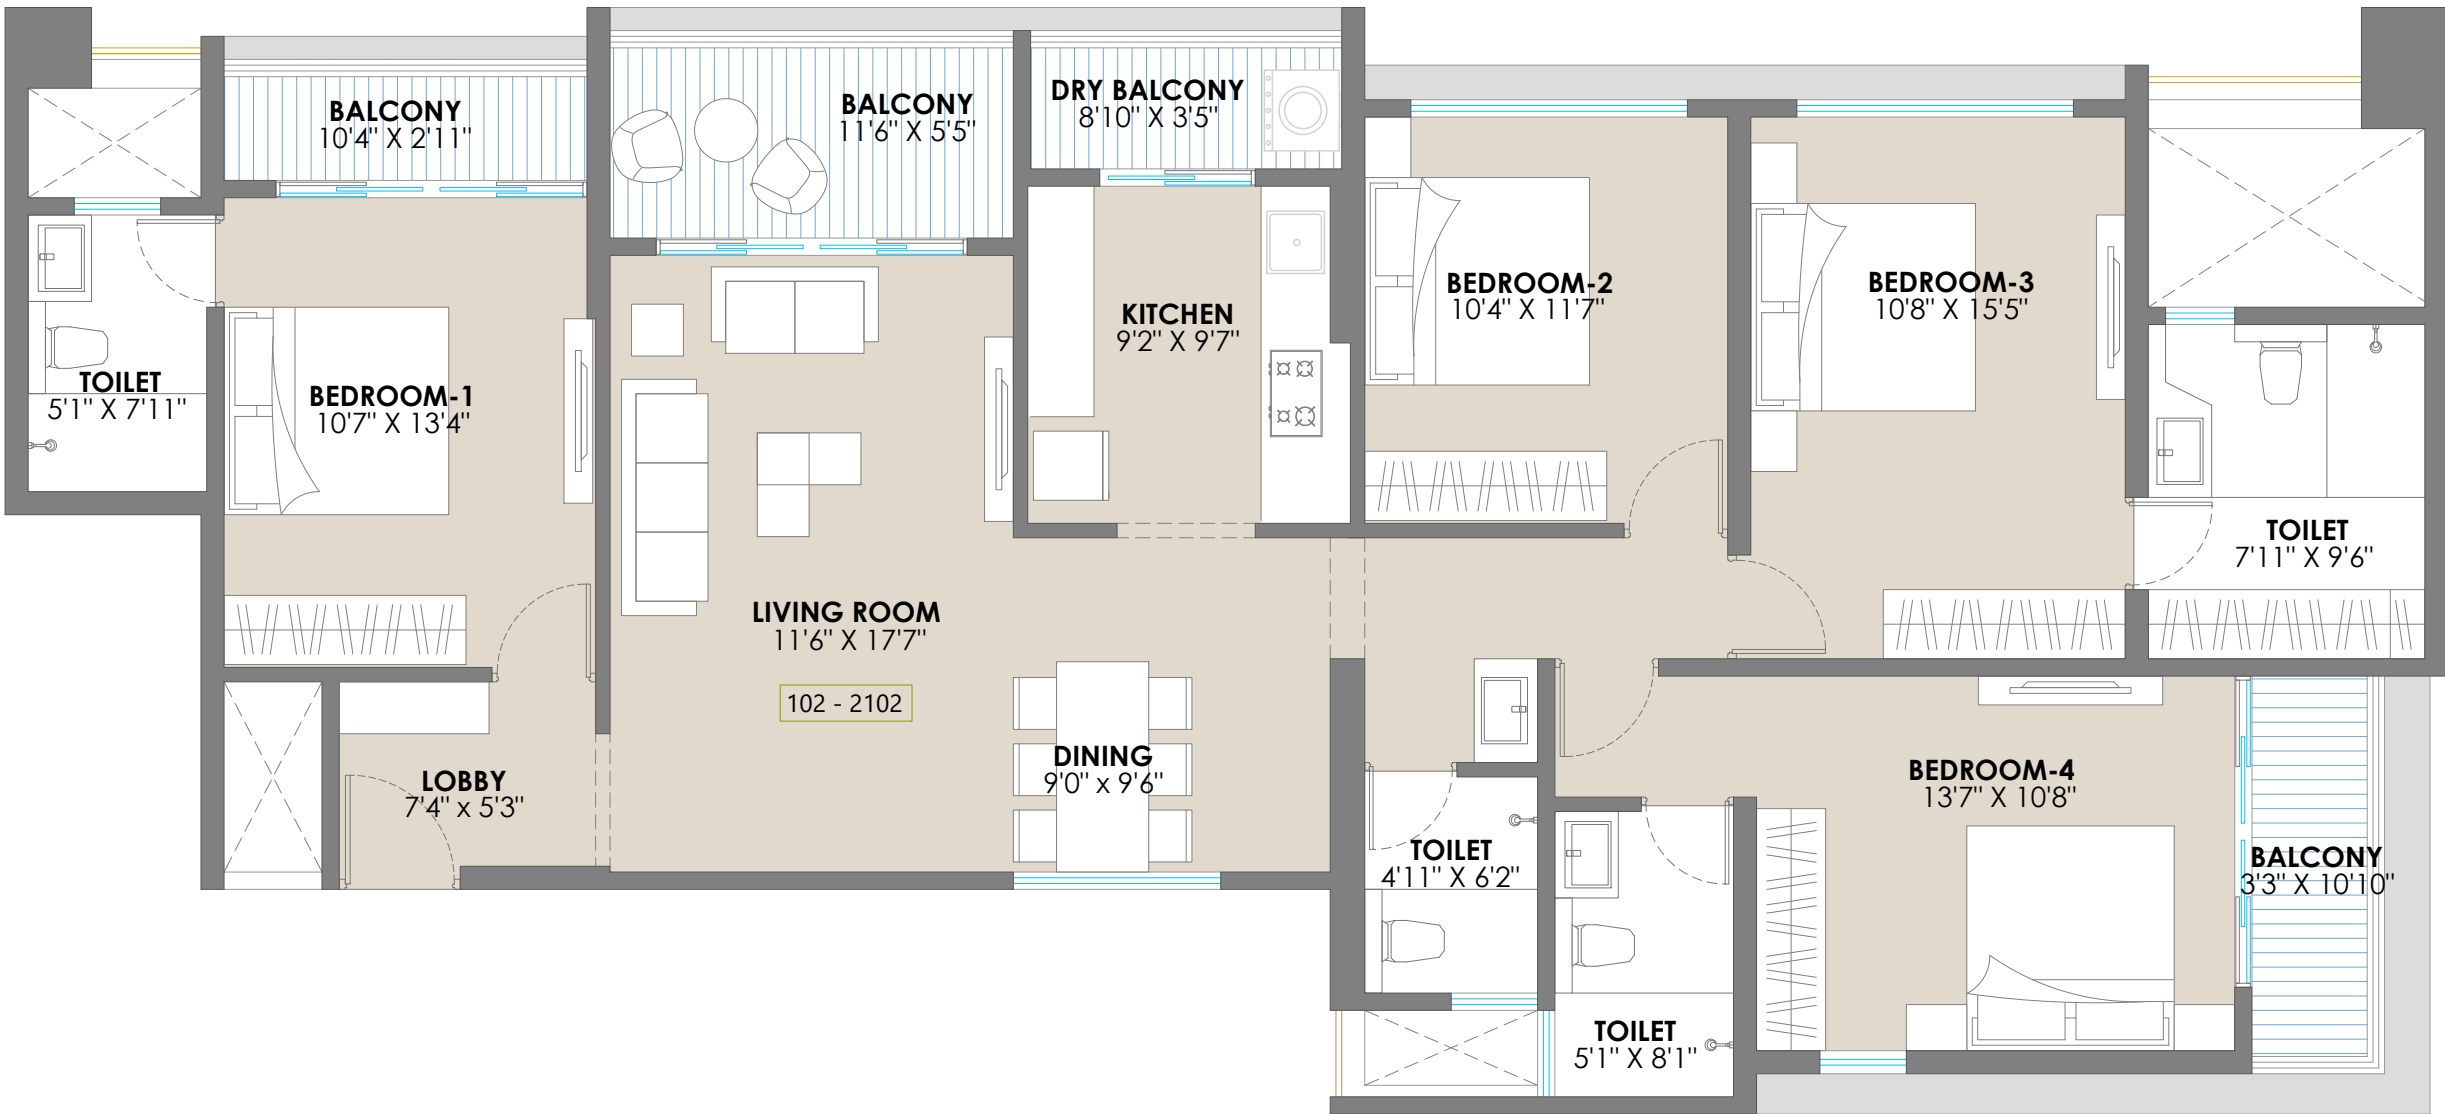 BALCONY
10'4" X 2'11"
BALCONY
11'6" X 5'5"
DRY BALCONY
8'10" X 3'5"
BEDROOM-2
10'4" X 11'7"
BEDROOM-3
10'8" X 15'5"
KITCHEN
9'2" X 9'7"
TOILET
5'1" X 7'11"
BEDROOM-1
10'7" X 13'4"
TOILET
7'11" X 9'6"
LIVING ROOM
11'6" X 17'7"
102 - 2102
LOBBY
7'4" x 5'3"
DINING
9'0" x 9'6"
BEDROOM-4
13'7" X 10'8"
TOILET
4'11" X 6'2"
BALCONY
3'3" X 10'10"
TOILET
5'1" X 8'1"